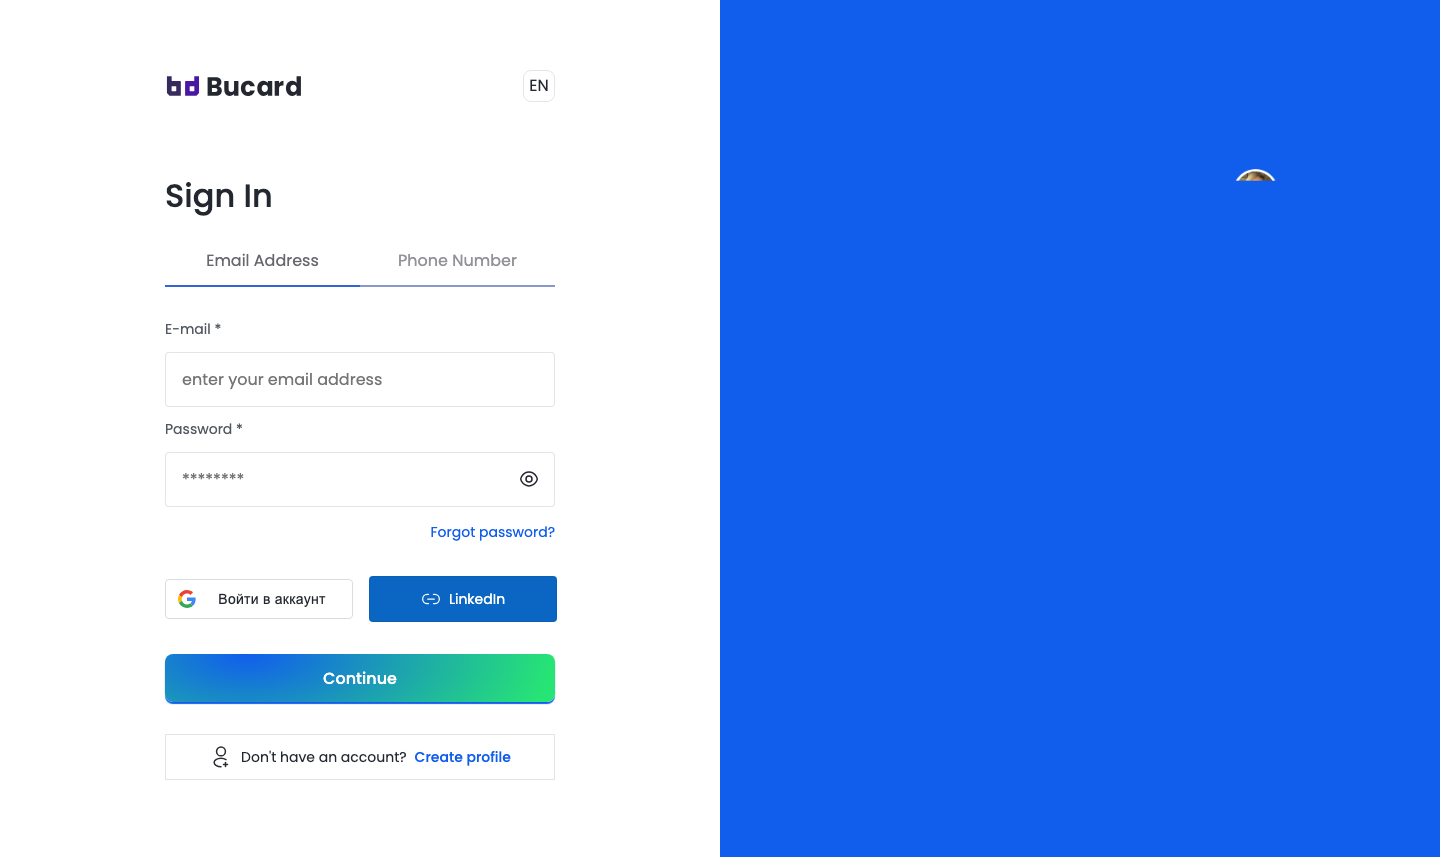 bd Bucard
EN
Sign In
Email Address
Phone Number
E-mail *
enter your email address
Password *
********
Forgot password?
Войти в аккаунт
LinkedIn
Continue
Don't have an account? Create profile